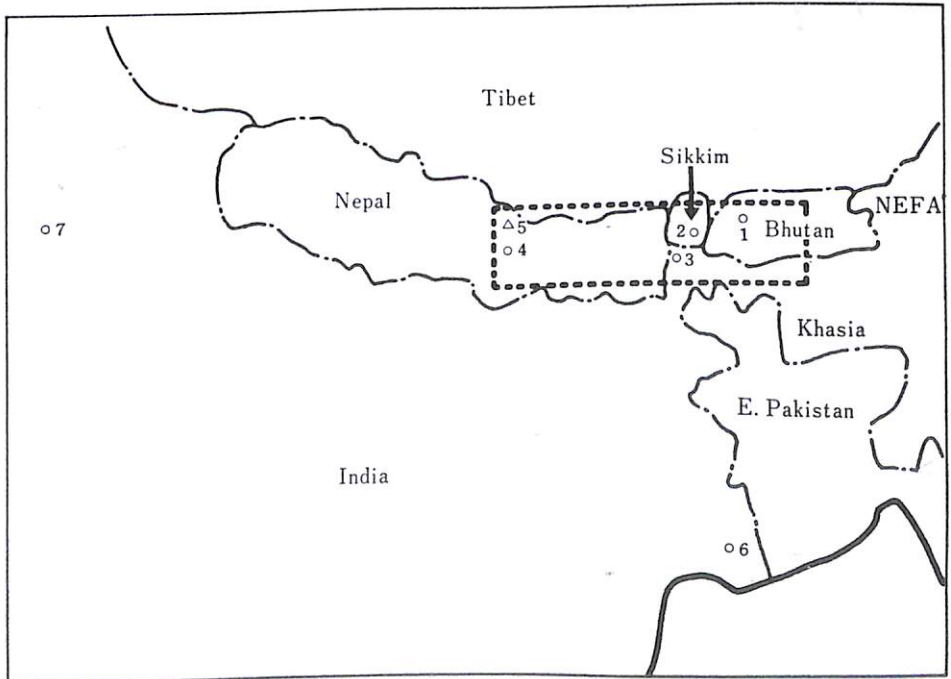 Tibet
Sikkim
Nepal
NEFA
5
7
2
1
Bhutan
4
3
Khasia
E. Pakistan
India
6